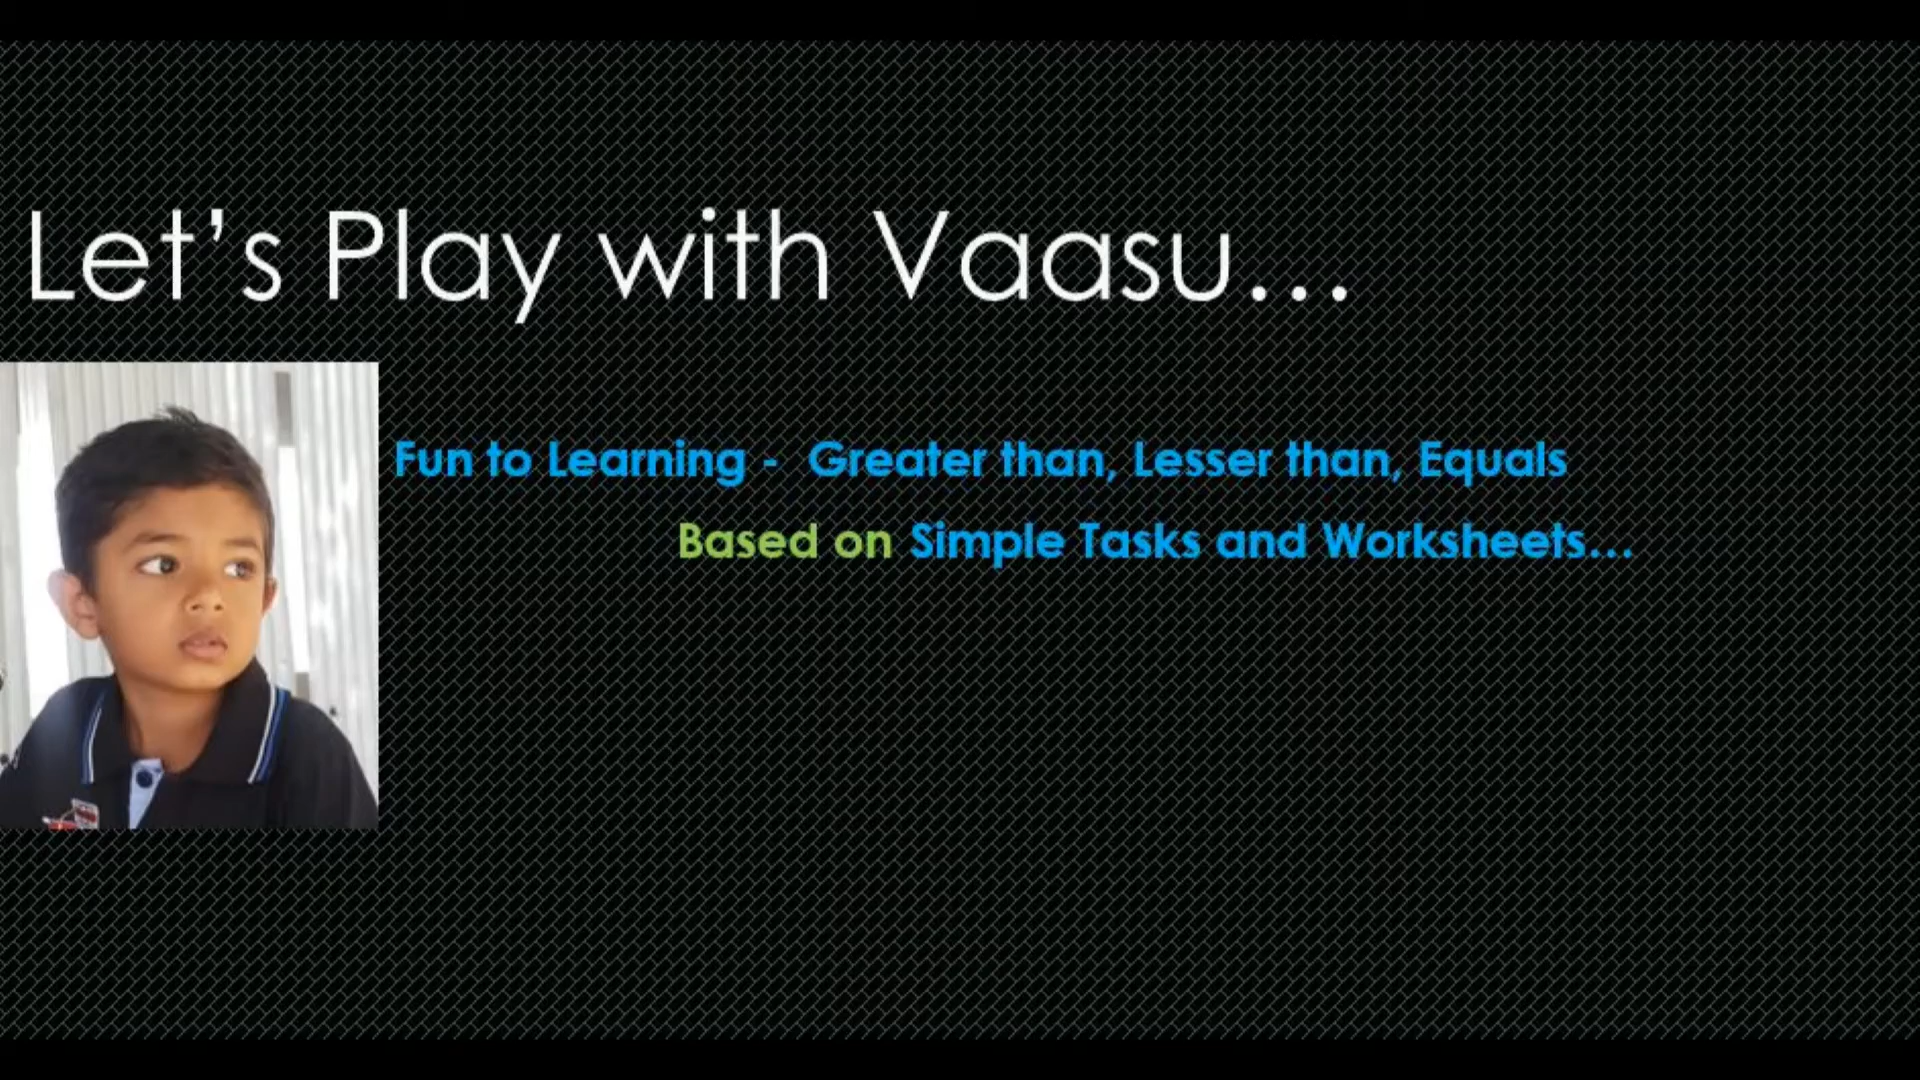 Let’s Play with Vaasu...
Fun to Learning - Greater than, Lesser than, Equals
Based on Simple Tasks and Worksheets...